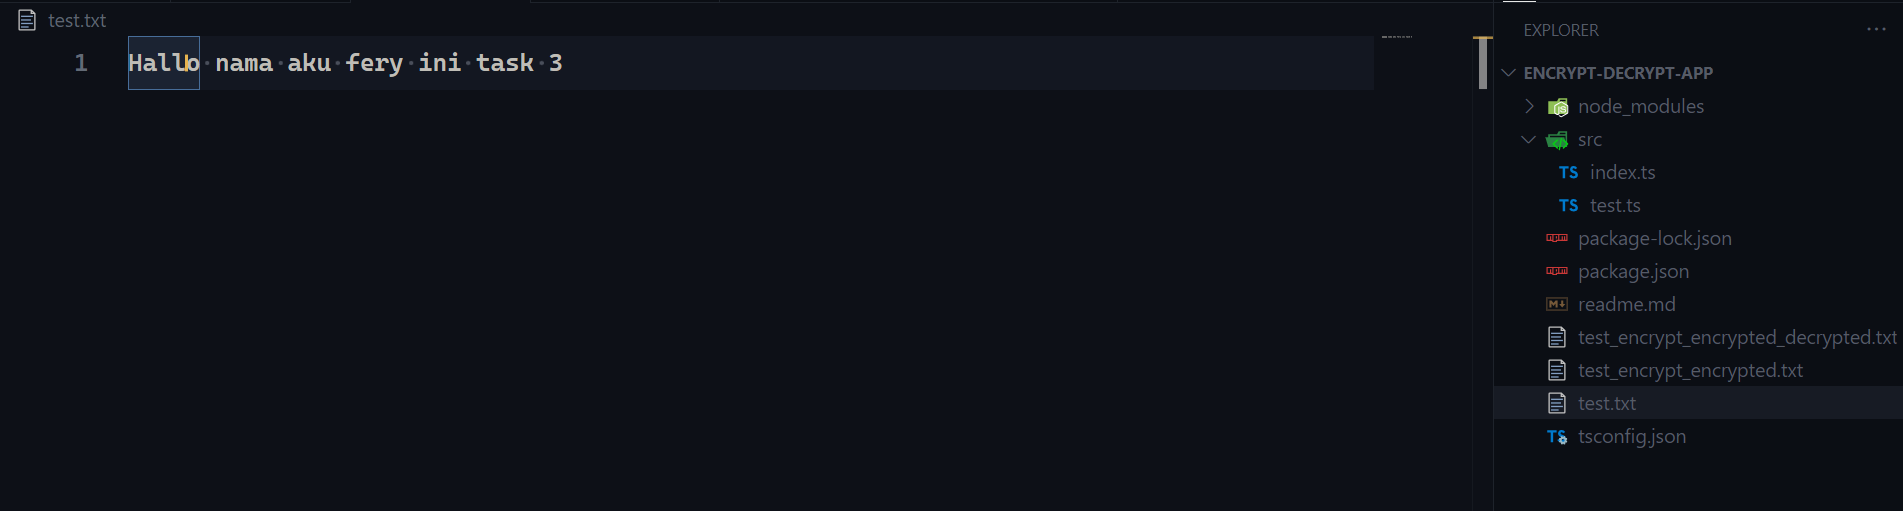 test.txt
1 Hallo nama aku fery ini task 3
EXPLORER
ENCRYPT-DECRYPT-APP
node_modules
src
TS index.ts
TS test.ts
package-lock.json
package.json
readme.md
test_encrypt_encrypted_decrypted.txt
test_encrypt_encrypted.txt
test.txt
TS tsconfig.json